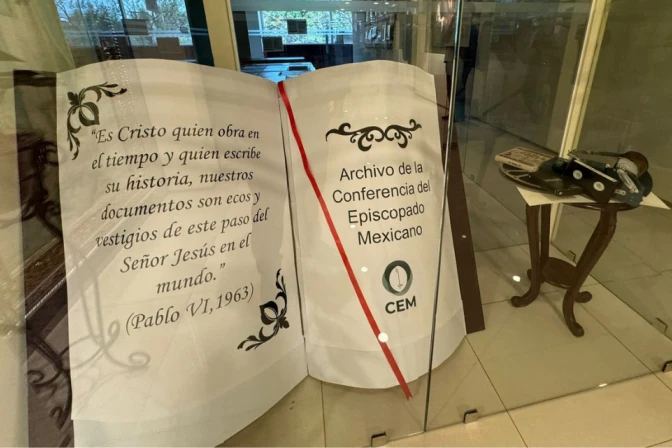 “Es Cristo quien obra en
el tiempo y quien escribe
su historia, nuestros
documentos son ecos y
vestigios de este paso del
Señor Jesús en el
mundo.”
(Pablo VI, 1963)
Archivo de la
Conferencia del
Episcopado
Mexicano
CEM